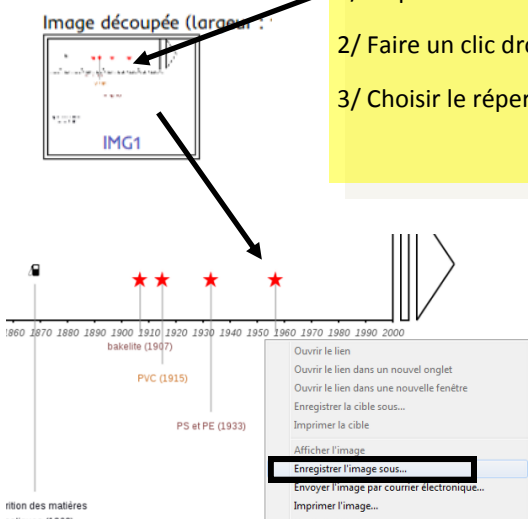 Image découpée (largeur :
2/ Faire un clic dro
3/ Choisir le réper
IMG1
1860 1870 1880 1890 1900 1910 1920 1930 1940 1950 1960 1970 1980 1990 2000
bakelite (1907)
PVC (1915)
PS et PE (1933)
rition des matières
Ouvrir le lien
Ouvrir le lien dans un nouvel onglet
Ouvrir le lien dans une nouvelle fenêtre
Enregistrer la cible sous...
Imprimer la cible
Afficher l'image
Enregistrer l'image sous...
Envoyer l'image par courrier électronique...
Imprimer l'image...